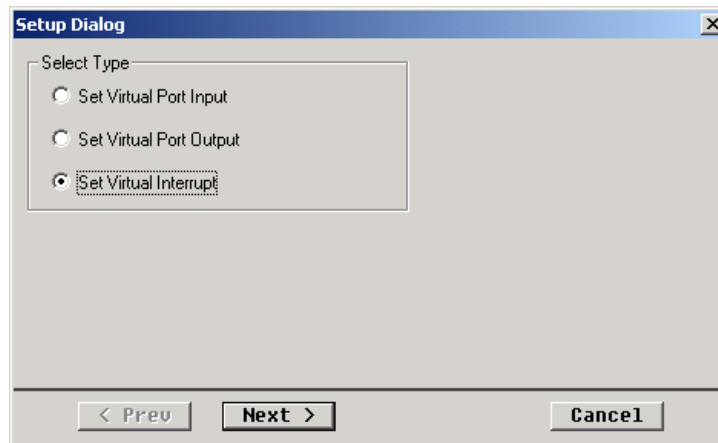 Setup Dialog
Select Type
Set Virtual Port Input
Set Virtual Port Output
Set Virtual Interrupt
< Prev
Next >
Cancel